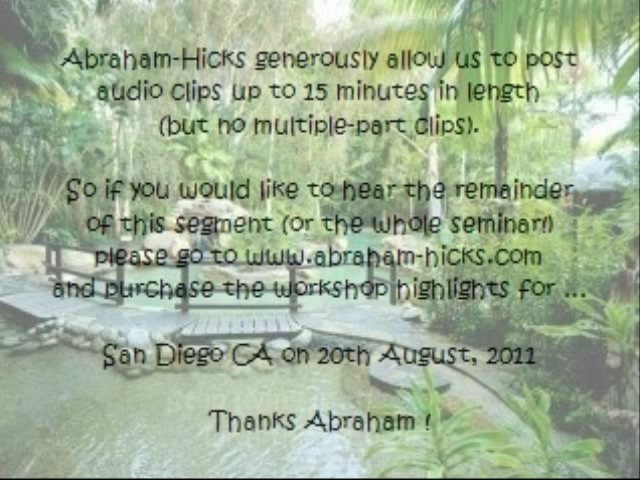 Abraham-Hicks generously allow us to post
audio clips up to 15 minutes in length
(but no multiple-part clips).
So if you would like to hear the remainder
of this segment (or the whole seminar!)
please go to www.abraham-hicks.com
and purchase the workshop highlights for ...
San Diego CA on 20th August, 2011
Thanks Abraham !